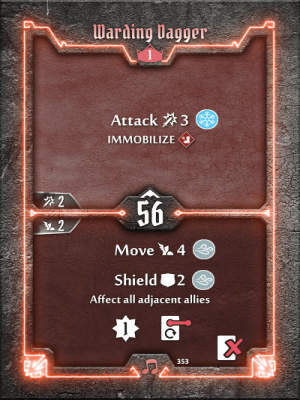 Warding Dagger
1
Attack 3
IMMOBILIZE
2
56
2
Move 4
Shield 2
Affect all adjacent allies
1
353